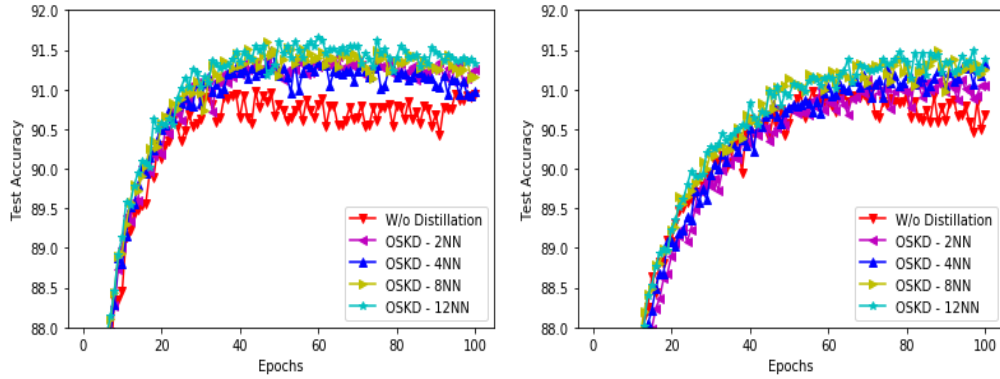 92.0
91.5
91.0
90.5
90.0
89.5
89.0
88.5
88.0
Test Accuracy
0
20
40
60
80
100
Epochs
W/o Distillation
OSKD - 2NN
OSKD - 4NN
OSKD - 8NN
OSKD - 12NN
92.0
91.5
91.0
90.5
90.0
89.5
89.0
88.5
88.0
Test Accuracy
0
20
40
60
80
100
Epochs
W/o Distillation
OSKD - 2NN
OSKD - 4NN
OSKD - 8NN
OSKD - 12NN